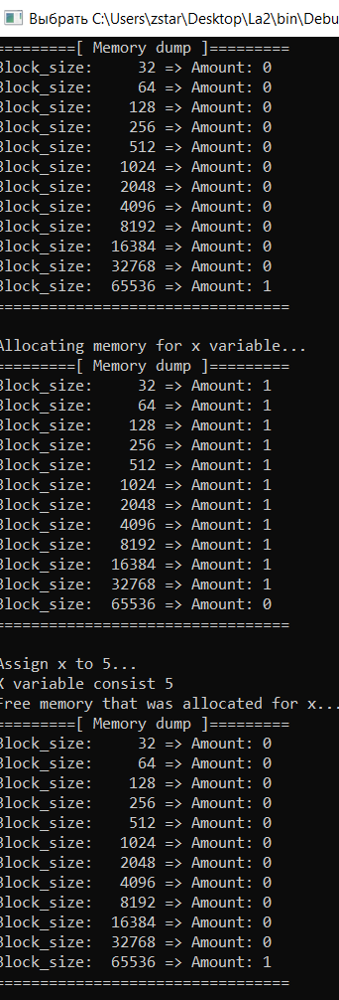 Выбрать C:\Users\zstar\Desktop\La2\bin\Debu
=========[ Memory dump ]=========
Block_size:     32 => Amount: 0
Block_size:     64 => Amount: 0
Block_size:    128 => Amount: 0
Block_size:    256 => Amount: 0
Block_size:    512 => Amount: 0
Block_size:   1024 => Amount: 0
Block_size:   2048 => Amount: 0
Block_size:   4096 => Amount: 0
Block_size:   8192 => Amount: 0
Block_size:  16384 => Amount: 0
Block_size:  32768 => Amount: 0
Block_size:  65536 => Amount: 1
=================================
Allocating memory for x variable...
=========[ Memory dump ]=========
Block_size:     32 => Amount: 1
Block_size:     64 => Amount: 1
Block_size:    128 => Amount: 1
Block_size:    256 => Amount: 1
Block_size:    512 => Amount: 1
Block_size:   1024 => Amount: 1
Block_size:   2048 => Amount: 1
Block_size:   4096 => Amount: 1
Block_size:   8192 => Amount: 1
Block_size:  16384 => Amount: 1
Block_size:  32768 => Amount: 1
Block_size:  65536 => Amount: 0
=================================
Assign x to 5...
X variable consist 5
Free memory that was allocated for x...
=========[ Memory dump ]=========
Block_size:     32 => Amount: 0
Block_size:     64 => Amount: 0
Block_size:    128 => Amount: 0
Block_size:    256 => Amount: 0
Block_size:    512 => Amount: 0
Block_size:   1024 => Amount: 0
Block_size:   2048 => Amount: 0
Block_size:   4096 => Amount: 0
Block_size:   8192 => Amount: 0
Block_size:  16384 => Amount: 0
Block_size:  32768 => Amount: 0
Block_size:  65536 => Amount: 1
=================================